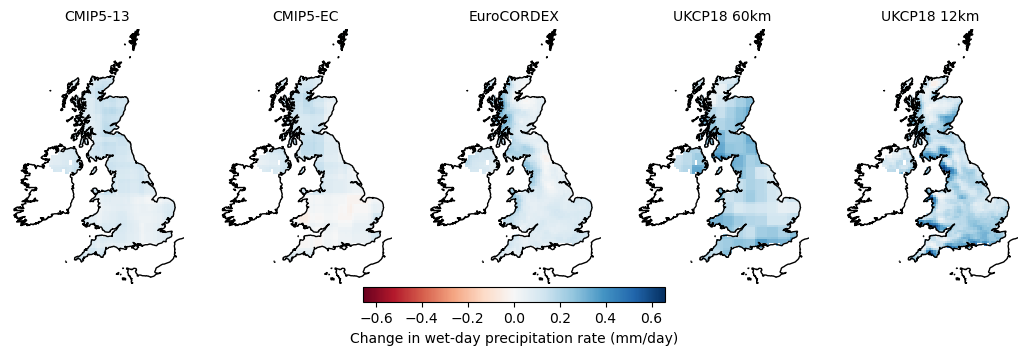 CMIP5-13 CMIP5-EC EuroCORDEX UKCP18 60km UKCP18 12km
−0.6 −0.4 −0.2 0.0 0.2 0.4 0.6
Change in wet-day precipitation rate (mm/day)